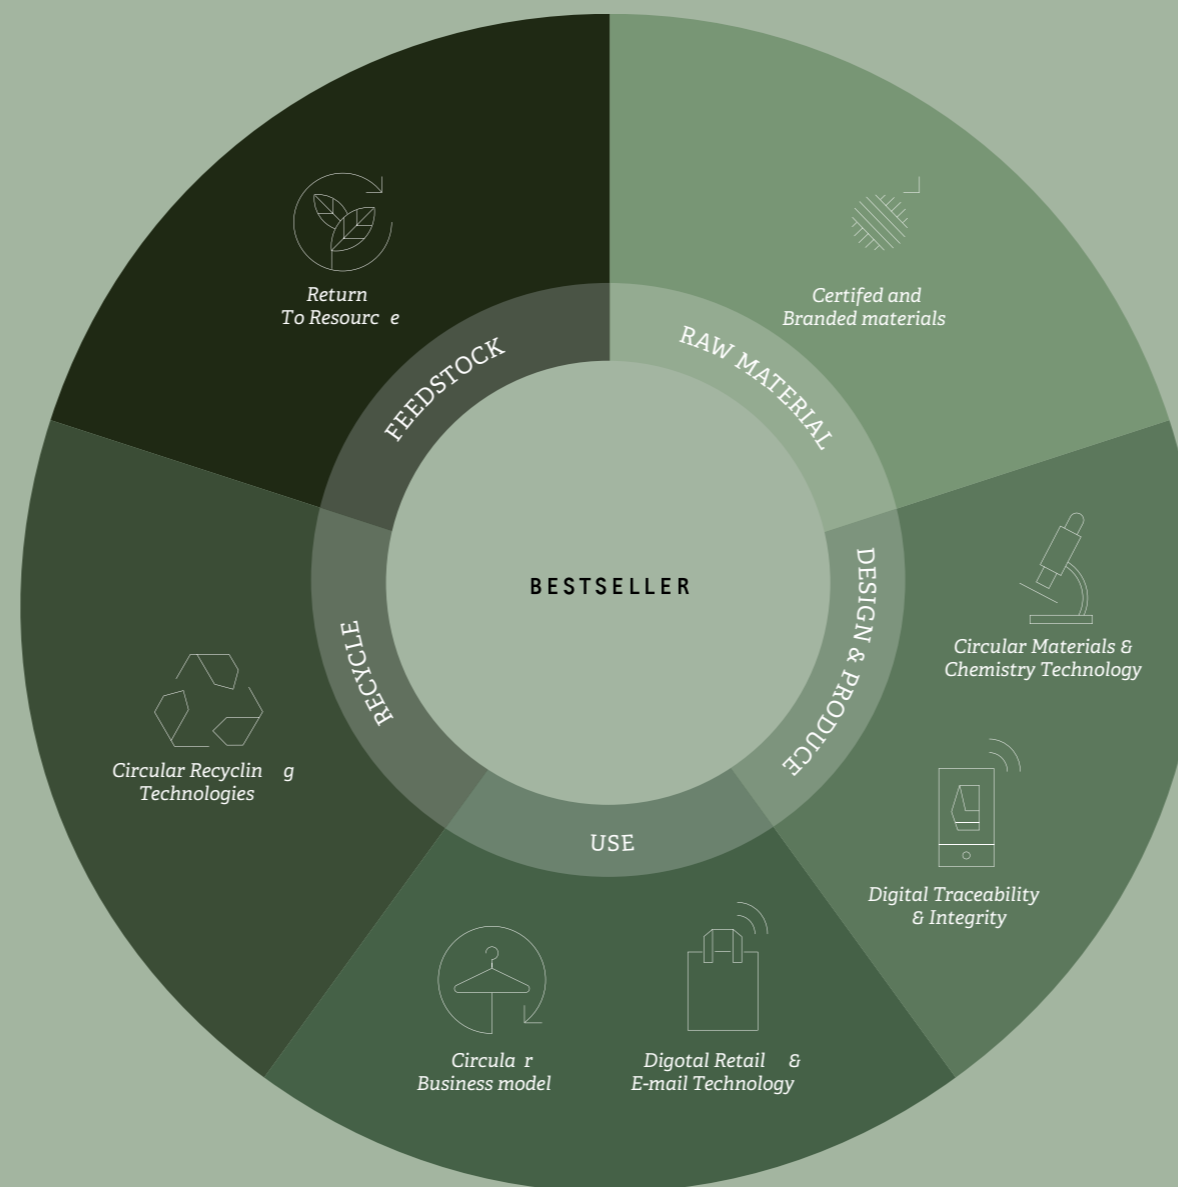 Return
To Resourc e
Certifed and
Branded materials
FEEDSTOCK
RAW MATERIAL
BESTSELLER
DESIGN & PRODUCE
Circular Materials &
Chemistry Technology
RECYCLE
Circular Recyclin g
Technologies
Digital Traceability
& Integrity
USE
Circula r
Business model
Digotal Retail &
E-mail Technology